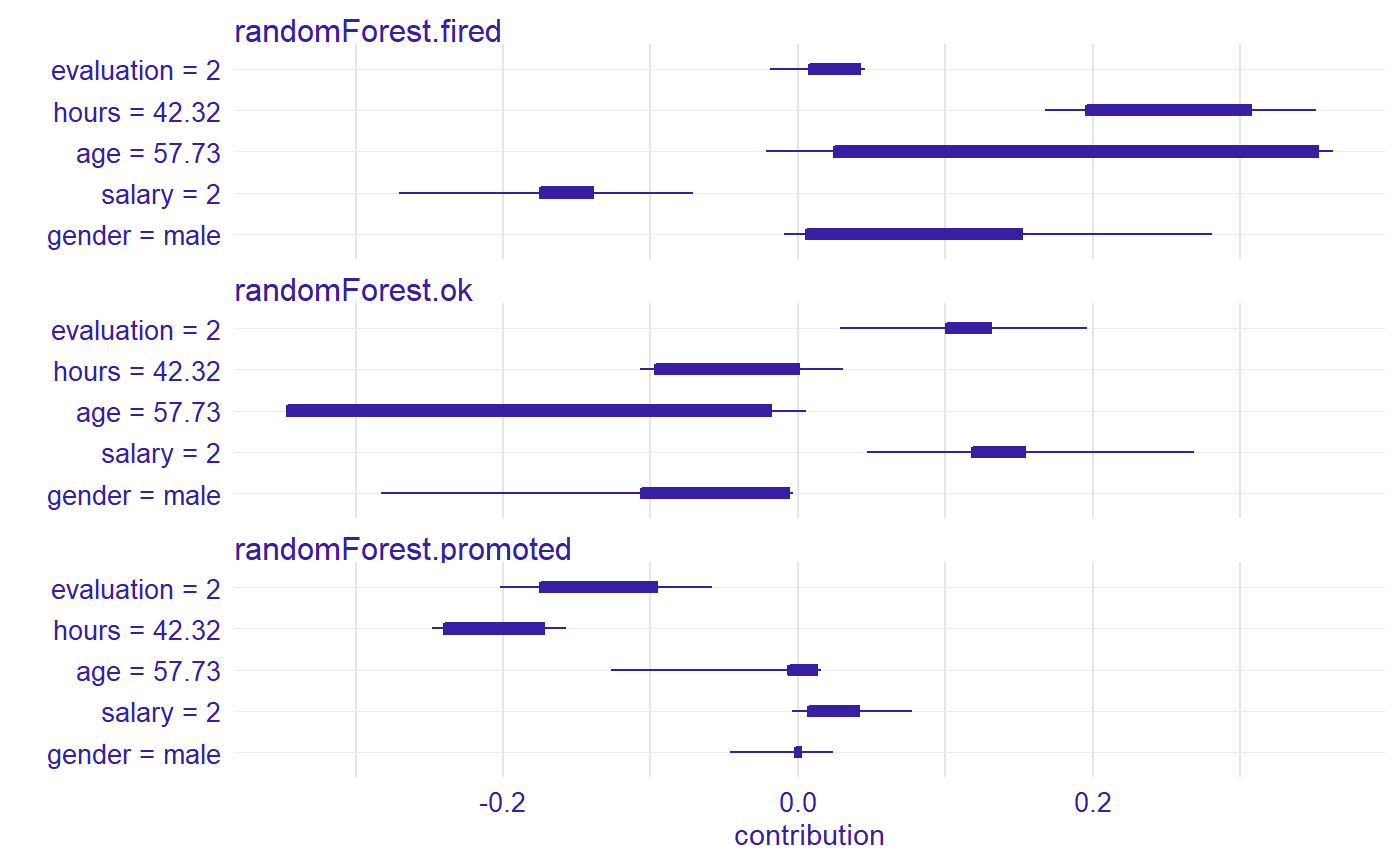 randomForest.fired
evaluation = 2
hours = 42.32
age = 57.73
salary = 2
gender = male
randomForest.ok
evaluation = 2
hours = 42.32
age = 57.73
salary = 2
gender = male
randomForest.promoted
evaluation = 2
hours = 42.32
age = 57.73
salary = 2
gender = male
-0.2 0.0 0.2
contribution